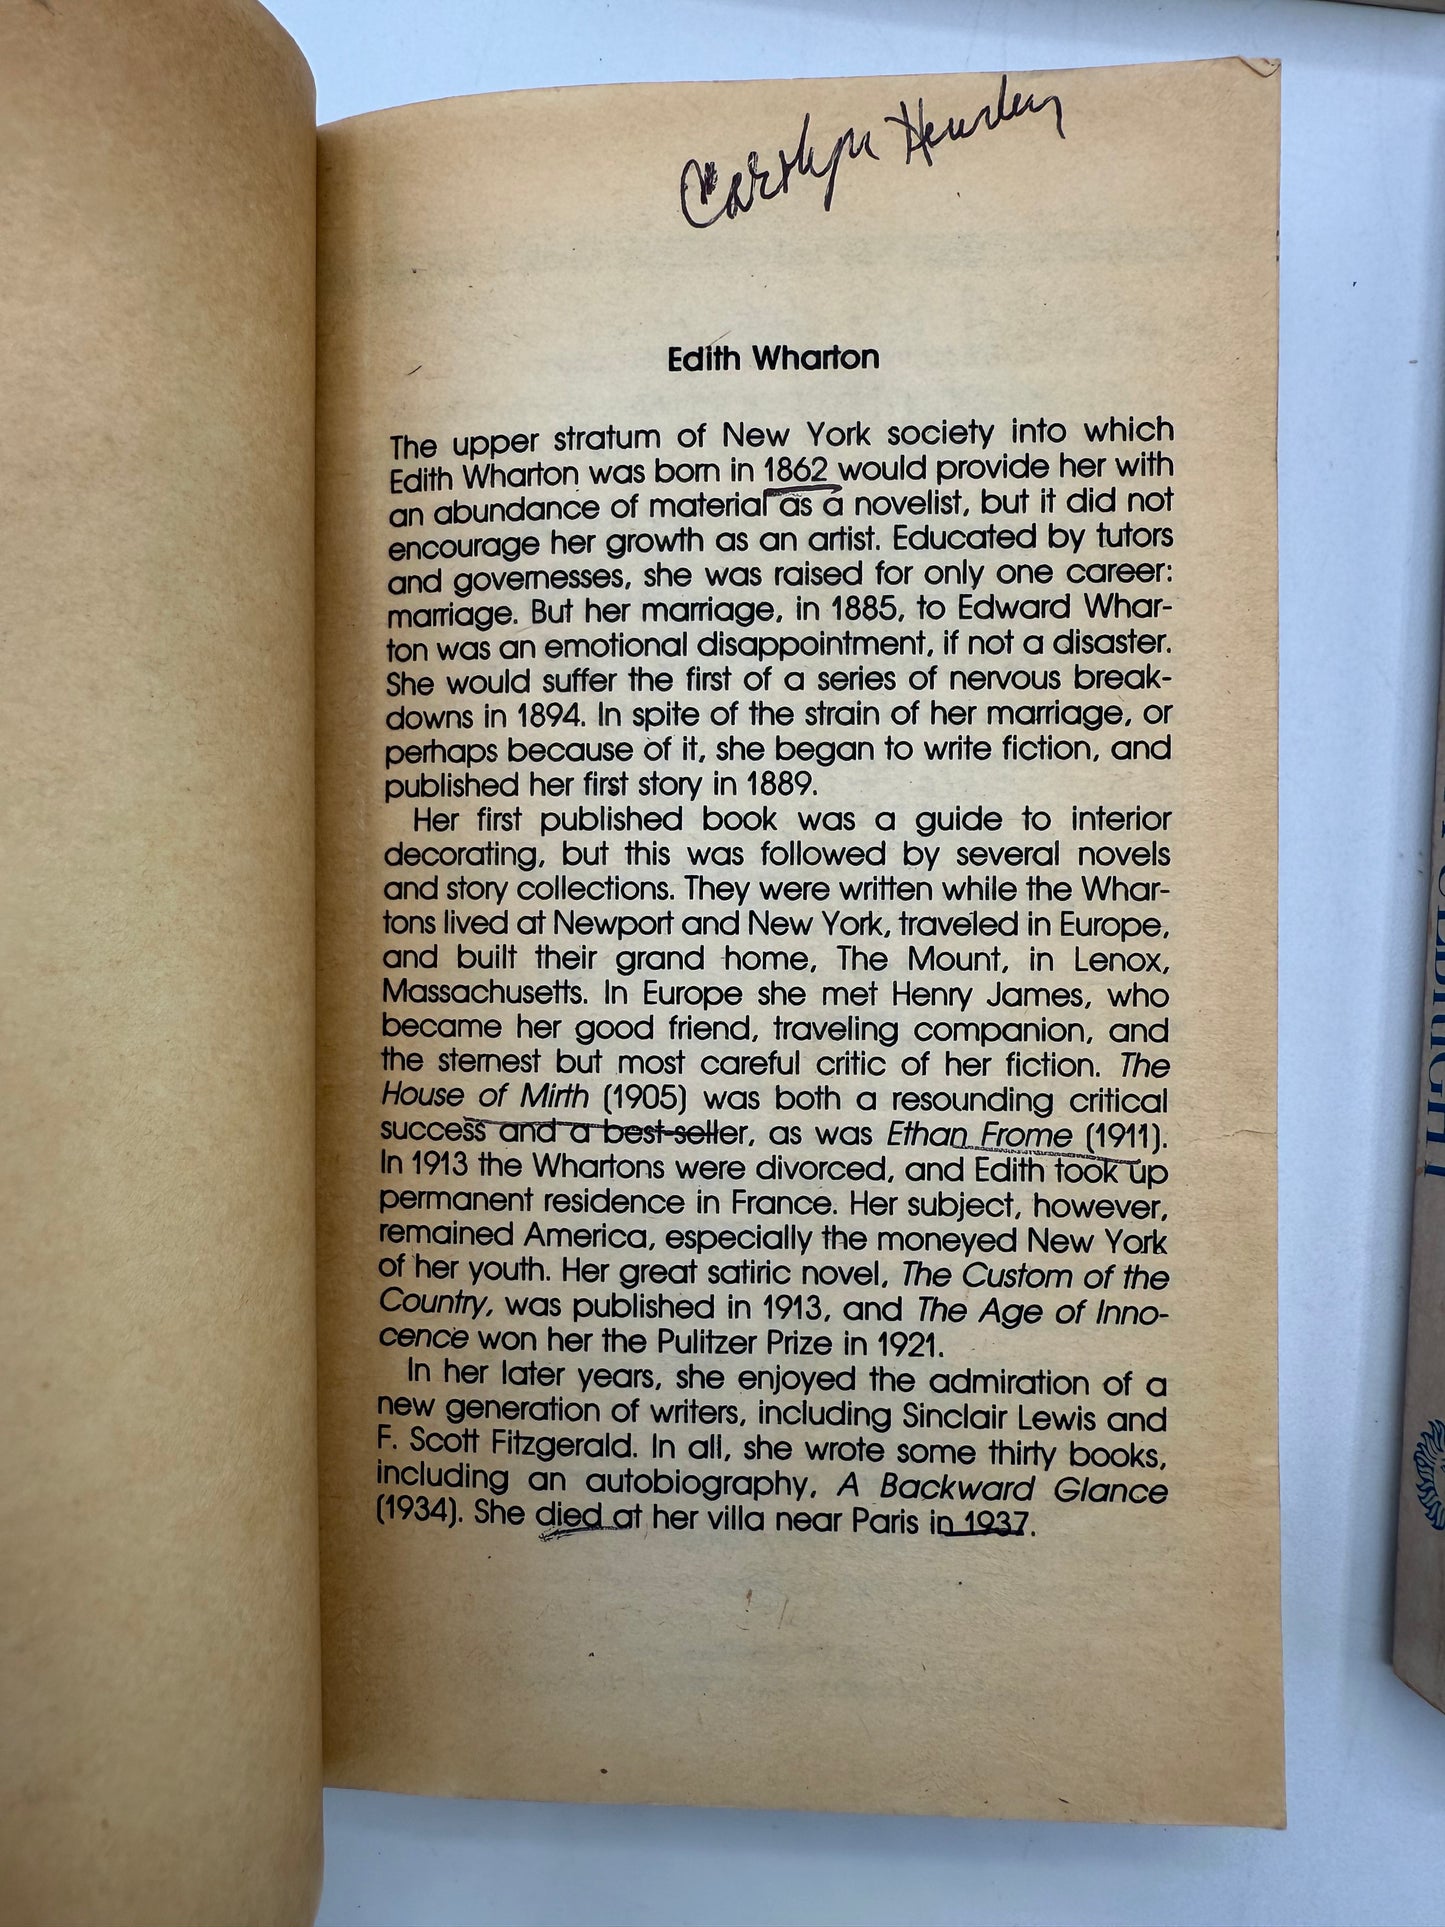 Carolyn
Edith Wharton
The upper stratum of New York society into which
Edith Wharton was born in 1862 would provide her with
an abundance of material as a novelist, but it did not
encourage her growth as an artist. Educated by tutors
and governesses, she was raised for only one career:
marriage. But her marriage, in 1885, to Edward Whar-
ton was an emotional disappointment, if not a disaster.
She would suffer the first of a series of nervous break-
downs in 1894. In spite of the strain of her marriage, or
perhaps because of it, she began to write fiction, and
published her first story in 1889.
Her first published book was a guide to interior
decorating, but this was followed by several novels
and story collections. They were written while the Whar-
tons lived at Newport and New York, traveled in Europe,
and built their grand home, The Mount, in Lenox,
Massachusetts. In Europe she met Henry James, who
became her good friend, traveling companion, and
the sternest but most careful critic of her fiction. The
House of Mirth (1905) was both a resounding critical
success and a best-seller, as was Ethan Frome (1911).
In 1913 the Whartons were divorced, and Edith took up
permanent residence in France. Her subject, however,
remained America, especially the moneyed New York
of her youth. Her great satiric novel, The Custom of the
Country, was published in 1913, and The Age of Inno-
cence won her the Pulitzer Prize in 1921.
In her later years, she enjoyed the admiration of a
new generation of writers, including Sinclair Lewis and
F. Scott Fitzgerald. In all, she wrote some thirty books,
including an autobiography, A Backward Glance
(1934). She died at her villa near Paris in 1937.